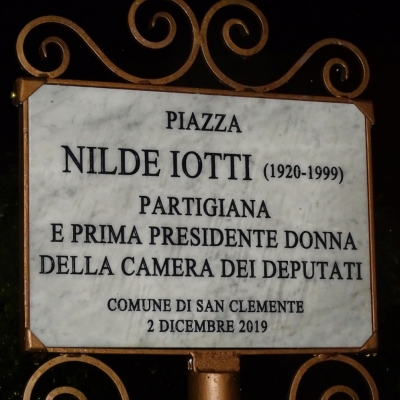 PIAZZA
NILDE IOTTI (1920-1999)
PARTIGIANA
E PRIMA PRESIDENTE DONNA
DELLA CAMERA DEI DEPUTATI
COMUNE DI SAN CLEMENTE
2 DICEMBRE 2019